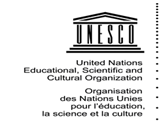 UNESCO
United Nations
Educational, Scientific and
Cultural Organization
Organisation
des Nations Unies
pour l'éducation,
la science et la culture